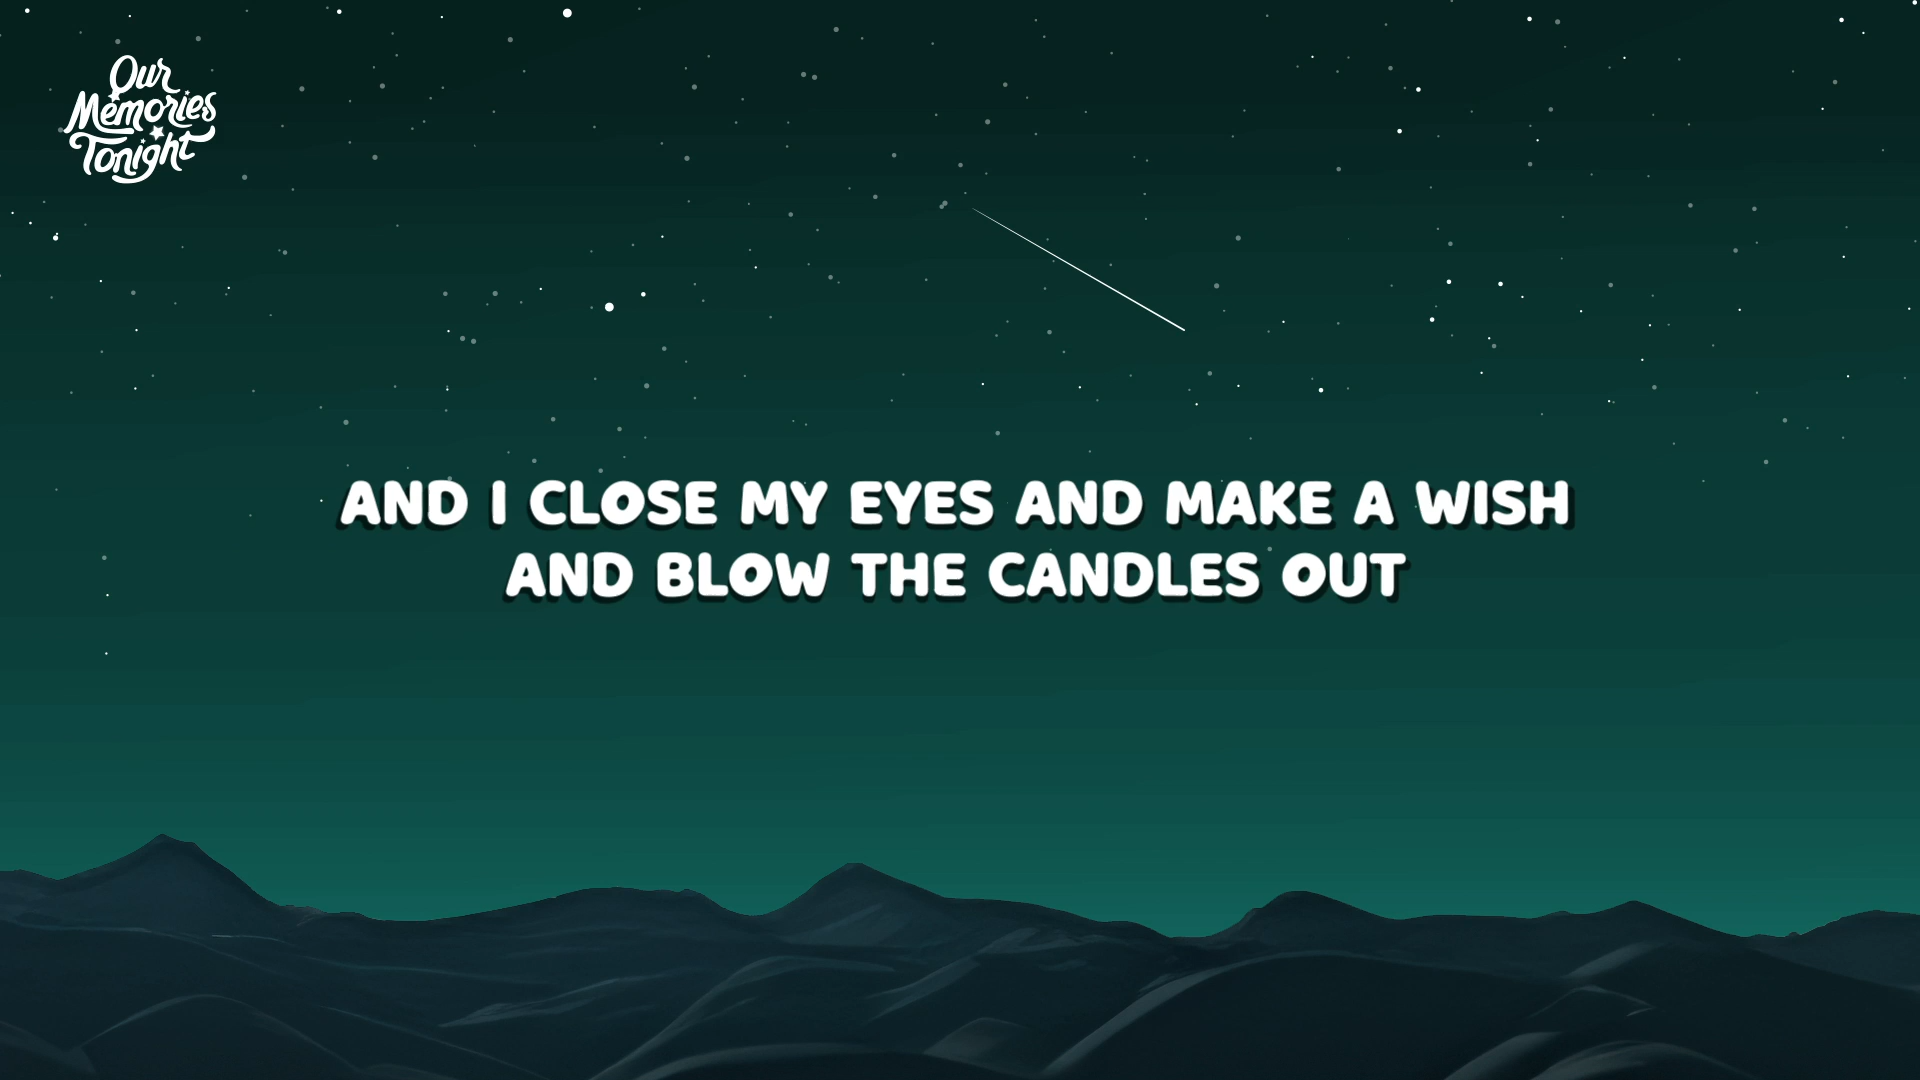 Our
Memories
Tonight
AND I CLOSE MY EYES AND MAKE A WISH
AND BLOW THE CANDLES OUT